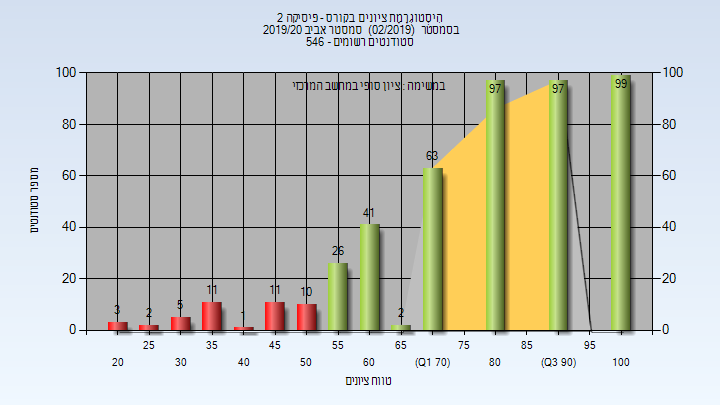 היסטוגרמת ציונים בקורס - פיסיקה 2
בסמסטר (02/2019) סמסטר אביב 2019/20
סטודנטים רשומים - 546
במשימה : ציון סופי במחשב המרכזי
100 100
80 80
60 60
40 40
20 20
0 0
3 2 5 11 1 11 10 26 41 2 63 97 97 99
מספר סטודנטים
25 35 45 55 65 75 85 95
20 30 40 50 60 (Q1 70) 80 (Q3 90) 100
טווח ציונים